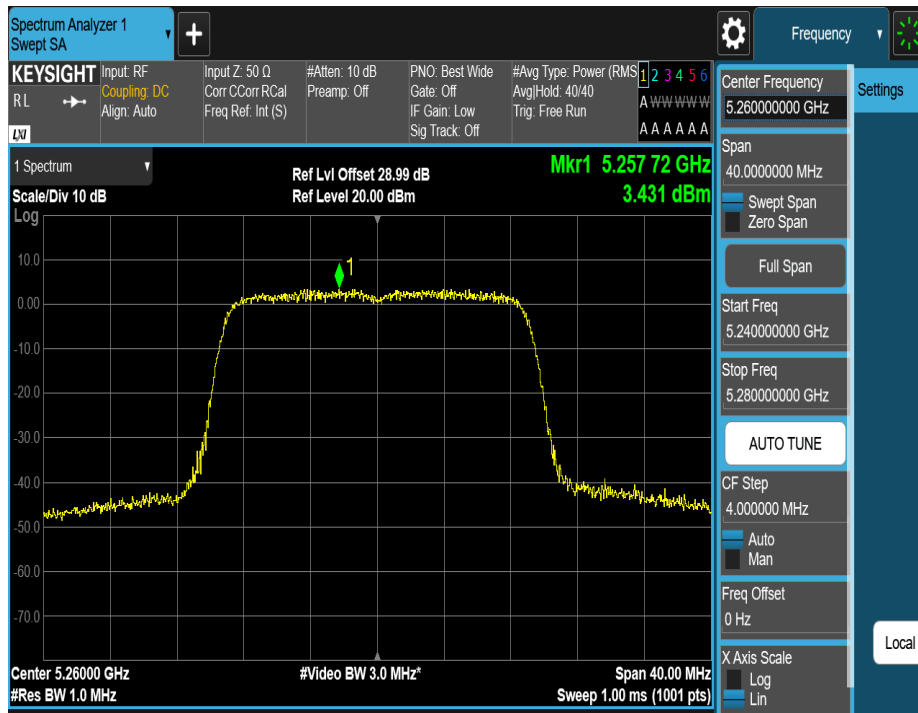 Spectrum Analyzer 1
Swept SA
+
Frequency
KEYSIGHT
RL
LXI
Input: RF
Coupling: DC
Align: Auto
Input Z: 50 Ω
Corr CCorr RCal
Freq Ref: Int (S)
#Atten: 10 dB
Preamp: Off
PNO: Best Wide
Gate: Off
IF Gain: Low
Sig Track: Off
#Avg Type: Power (RMS
Avg|Hold: 40/40
Trig: Free Run
1 2 3 4 5 6
A W W W W W
A A A A A A
1 Spectrum
Scale/Div 10 dB
Log
Ref Lvl Offset 28.99 dB
Ref Level 20.00 dBm
Mkr1 5.257 72 GHz
3.431 dBm
1
10.0
0.00
-10.0
-20.0
-30.0
-40.0
-50.0
-60.0
-70.0
Center 5.26000 GHz
#Res BW 1.0 MHz
#Video BW 3.0 MHz*
Span 40.00 MHz
Sweep 1.00 ms (1001 pts)
Center Frequency
5.260000000 GHz
Span
40.0000000 MHz
Swept Span
Zero Span
Full Span
Start Freq
5.240000000 GHz
Stop Freq
5.280000000 GHz
AUTO TUNE
CF Step
4.000000 MHz
Auto
Man
Freq Offset
0 Hz
X Axis Scale
Log
Lin
Settings
Local